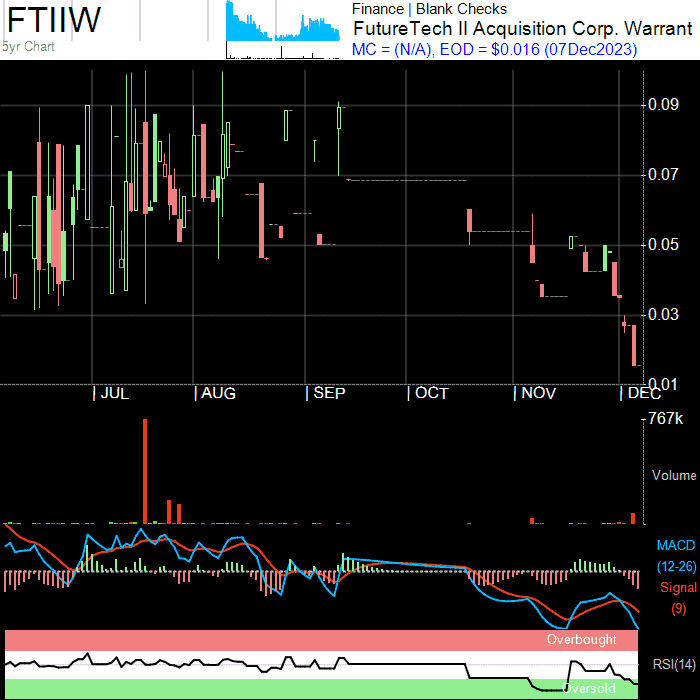 FTIIW
5yr Chart
Finance | Blank Checks
FutureTech II Acquisition Corp. Warrant
MC = (N/A), EOD = $0.016 (07Dec2023)
0.09
0.07
0.05
0.03
0.01
JUL
AUG
SEP
OCT
NOV
DEC
767k
Volume
MACD
(12-26)
Signal
(9)
Overbought
RSI(14)
Oversold